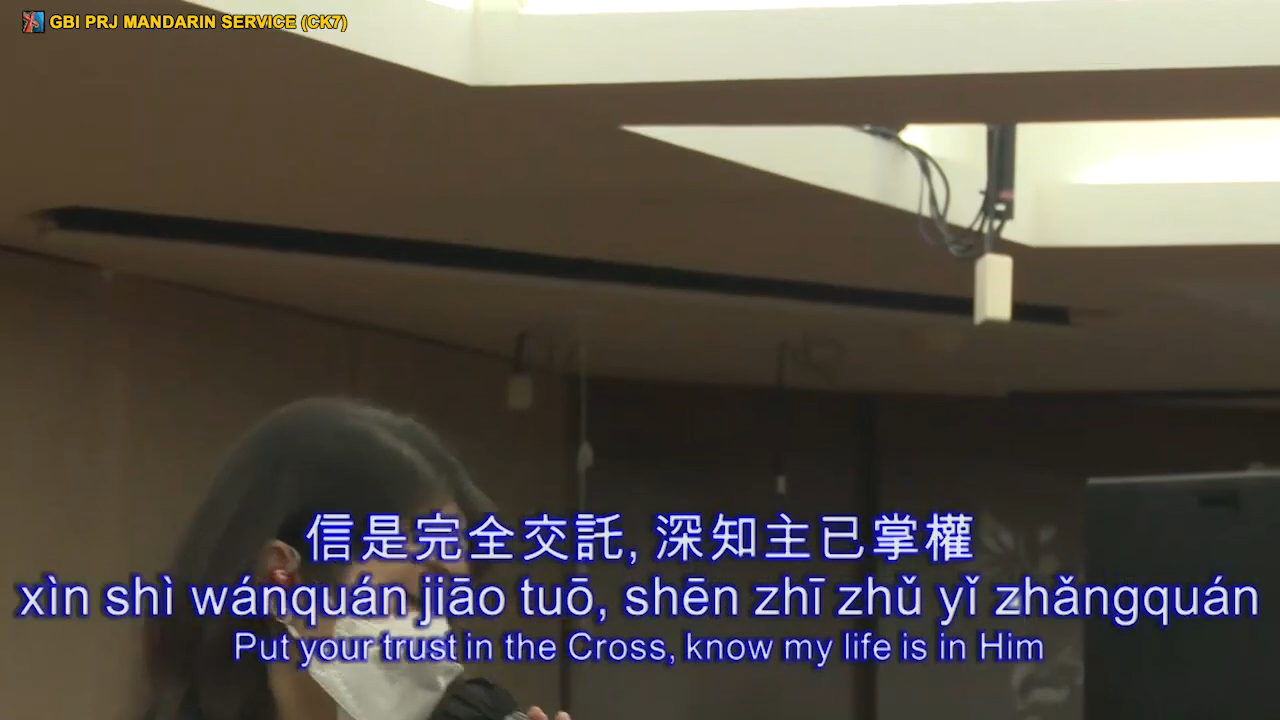 GBI PRJ MANDARIN SERVICE (CK7)
信是完全交託, 深知主已掌權
xìn shì wánquán jiāo tuō, shēn zhī zhǔ yǐ zhǎngquán
Put your trust in the Cross, know my life is in Him